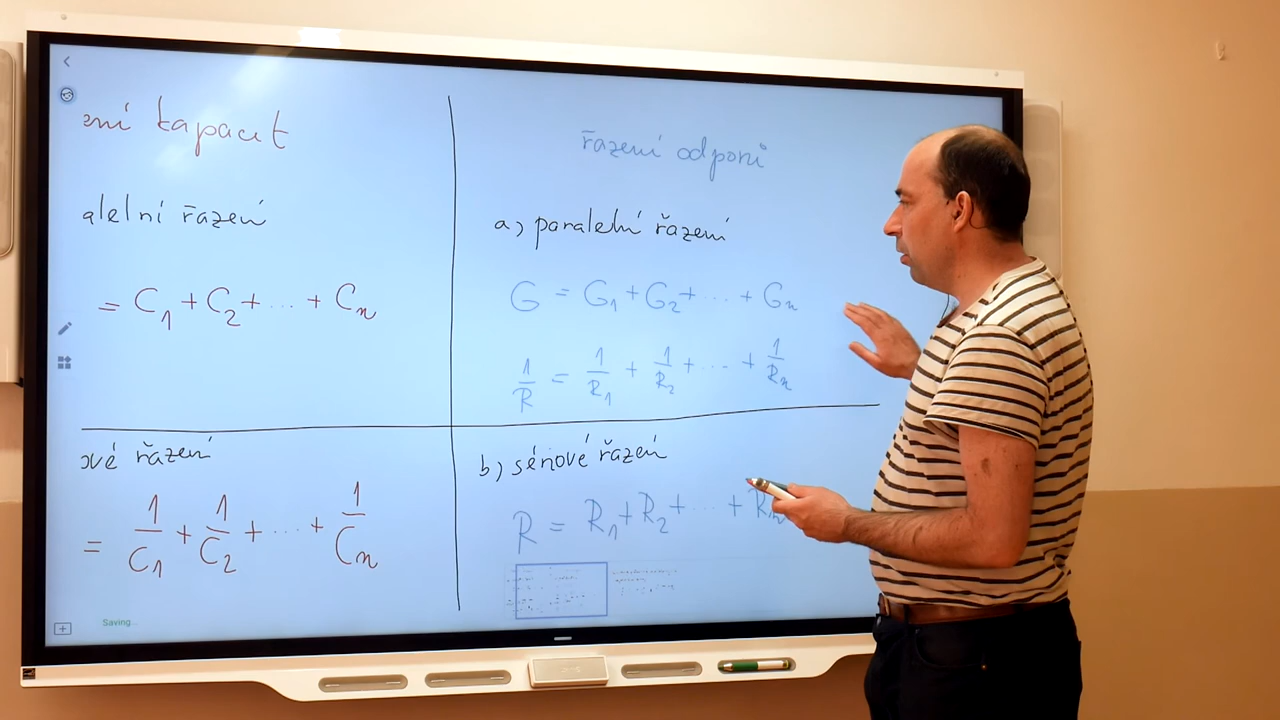 ení kapacit
alelní řazení
= C₁ + C₂ + ... + Cₙ
ové řazení
= 1/C₁ + 1/C₂ + ... + 1/Cₙ
řazení odporů
a) paralelní řazení
G = G₁ + G₂ + ... + Gₙ
1/R = 1/R₁ + 1/R₂ + ... + 1/Rₙ
b) sériové řazení
R = R₁ + R₂ + ... + Rₙ
Saving...